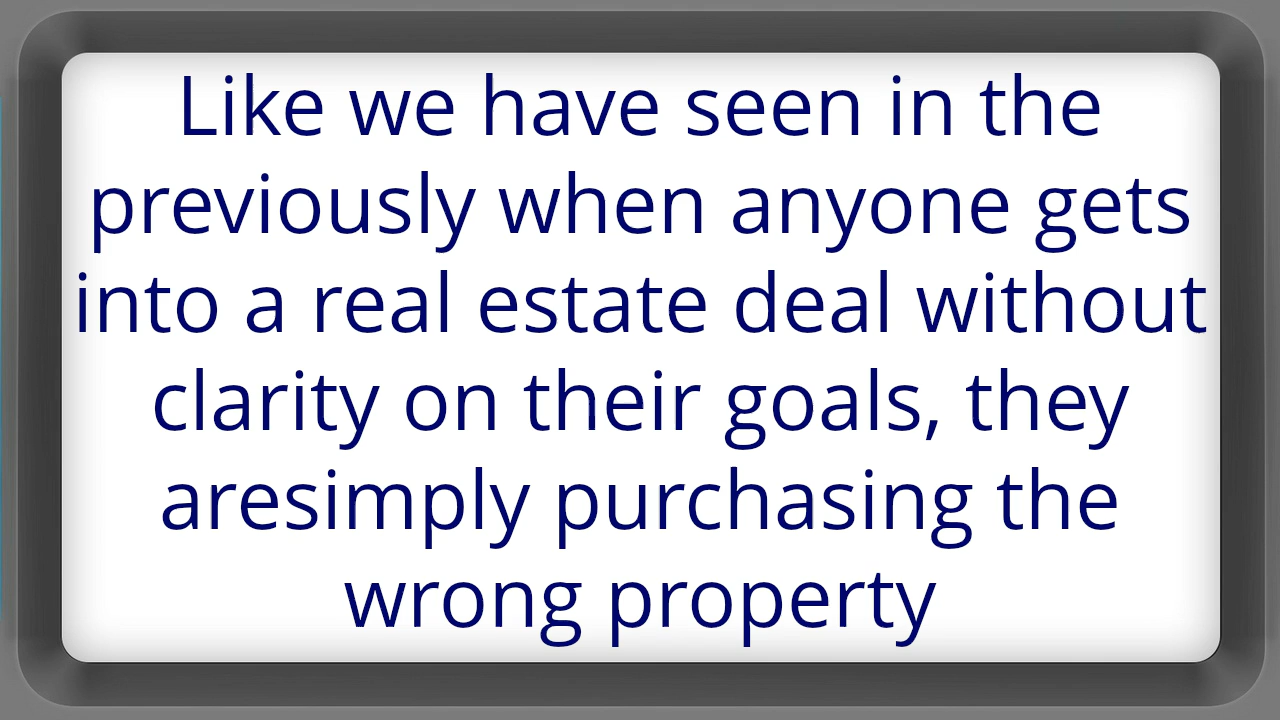 Like we have seen in the
previously when anyone gets
into a real estate deal without
clarity on their goals, they
aresimply purchasing the
wrong property